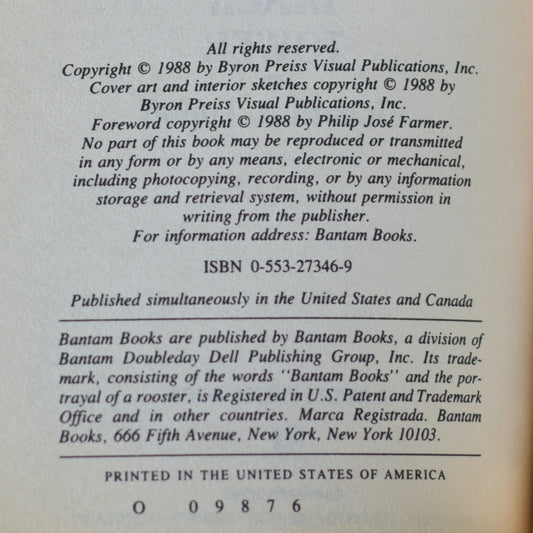 All rights reserved.
Copyright © 1988 by Byron Preiss Visual Publications, Inc.
Cover art and interior sketches copyright © 1988 by
Byron Preiss Visual Publications, Inc.
Foreword copyright © 1988 by Philip José Farmer.
No part of this book may be reproduced or transmitted
in any form or by any means, electronic or mechanical,
including photocopying, recording, or by any information
storage and retrieval system, without permission in
writing from the publisher.
For information address: Bantam Books.
ISBN 0-553-27346-9
Published simultaneously in the United States and Canada
Bantam Books are published by Bantam Books, a division of
Bantam Doubleday Dell Publishing Group, Inc. Its trade-
mark, consisting of the words "Bantam Books" and the por-
trayal of a rooster, is Registered in U.S. Patent and Trademark
Office and in other countries. Marca Registrada. Bantam
Books, 666 Fifth Avenue, New York, New York 10103.
PRINTED IN THE UNITED STATES OF AMERICA
O 0 9 8 7 6